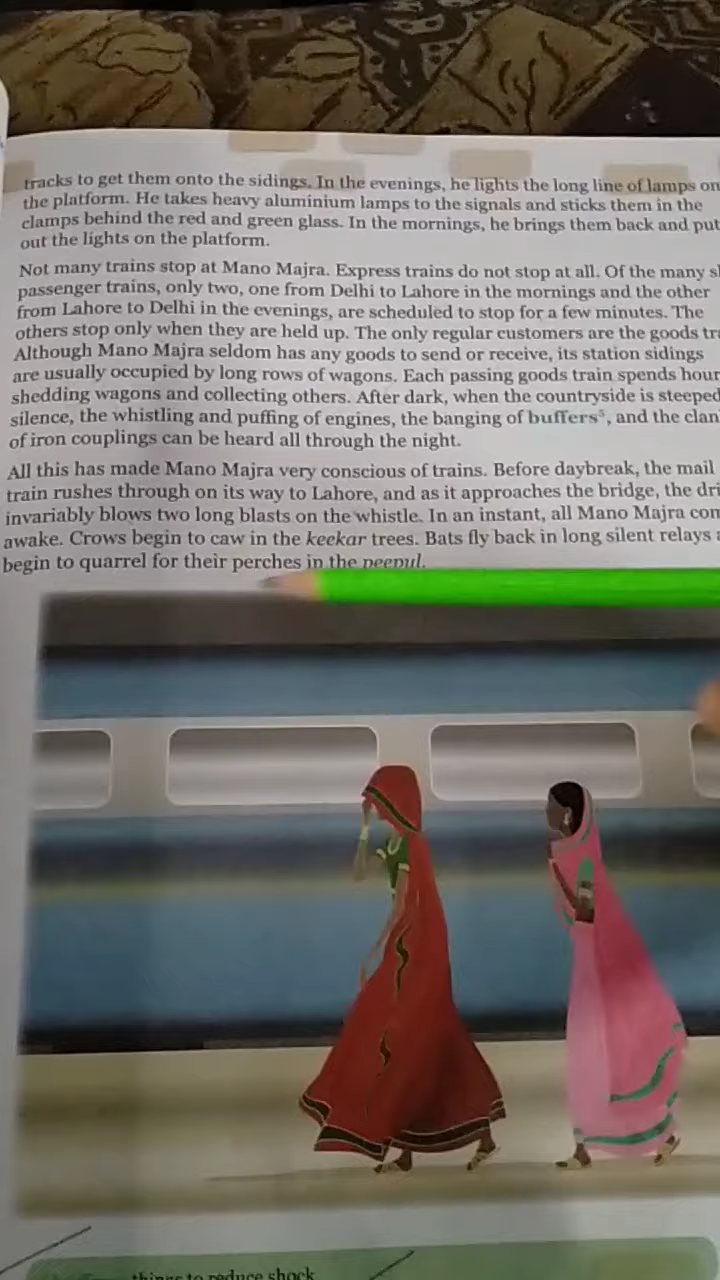 tracks to get them onto the sidings. In the evenings, he lights the long line of lamps on
the platform. He takes heavy aluminium lamps to the signals and sticks them in the
clamps behind the red and green glass. In the mornings, he brings them back and put
out the lights on the platform.
Not many trains stop at Mano Majra. Express trains do not stop at all. Of the many
passenger trains, only two, one from Delhi to Lahore in the mornings and the other
from Lahore to Delhi in the evenings, are scheduled to stop for a few minutes. The
others stop only when they are held up. The only regular customers are the goods
Although Mano Majra seldom has any goods to send or receive, its station sidings
are usually occupied by long rows of wagons. Each passing goods train spends hour
shedding wagons and collecting others. After dark, when the countryside is steeped
silence, the whistling and puffing of engines, the banging of buffers⁵, and the clan
of iron couplings can be heard all through the night.
All this has made Mano Majra very conscious of trains. Before daybreak, the mail
train rushes through on its way to Lahore, and as it approaches the bridge, the dri
invariably blows two long blasts on the whistle. In an instant, all Mano Majra com
awake. Crows begin to caw in the keekar trees. Bats fly back in long silent relays
begin to quarrel for their perches in the peepul.
things to reduce shock